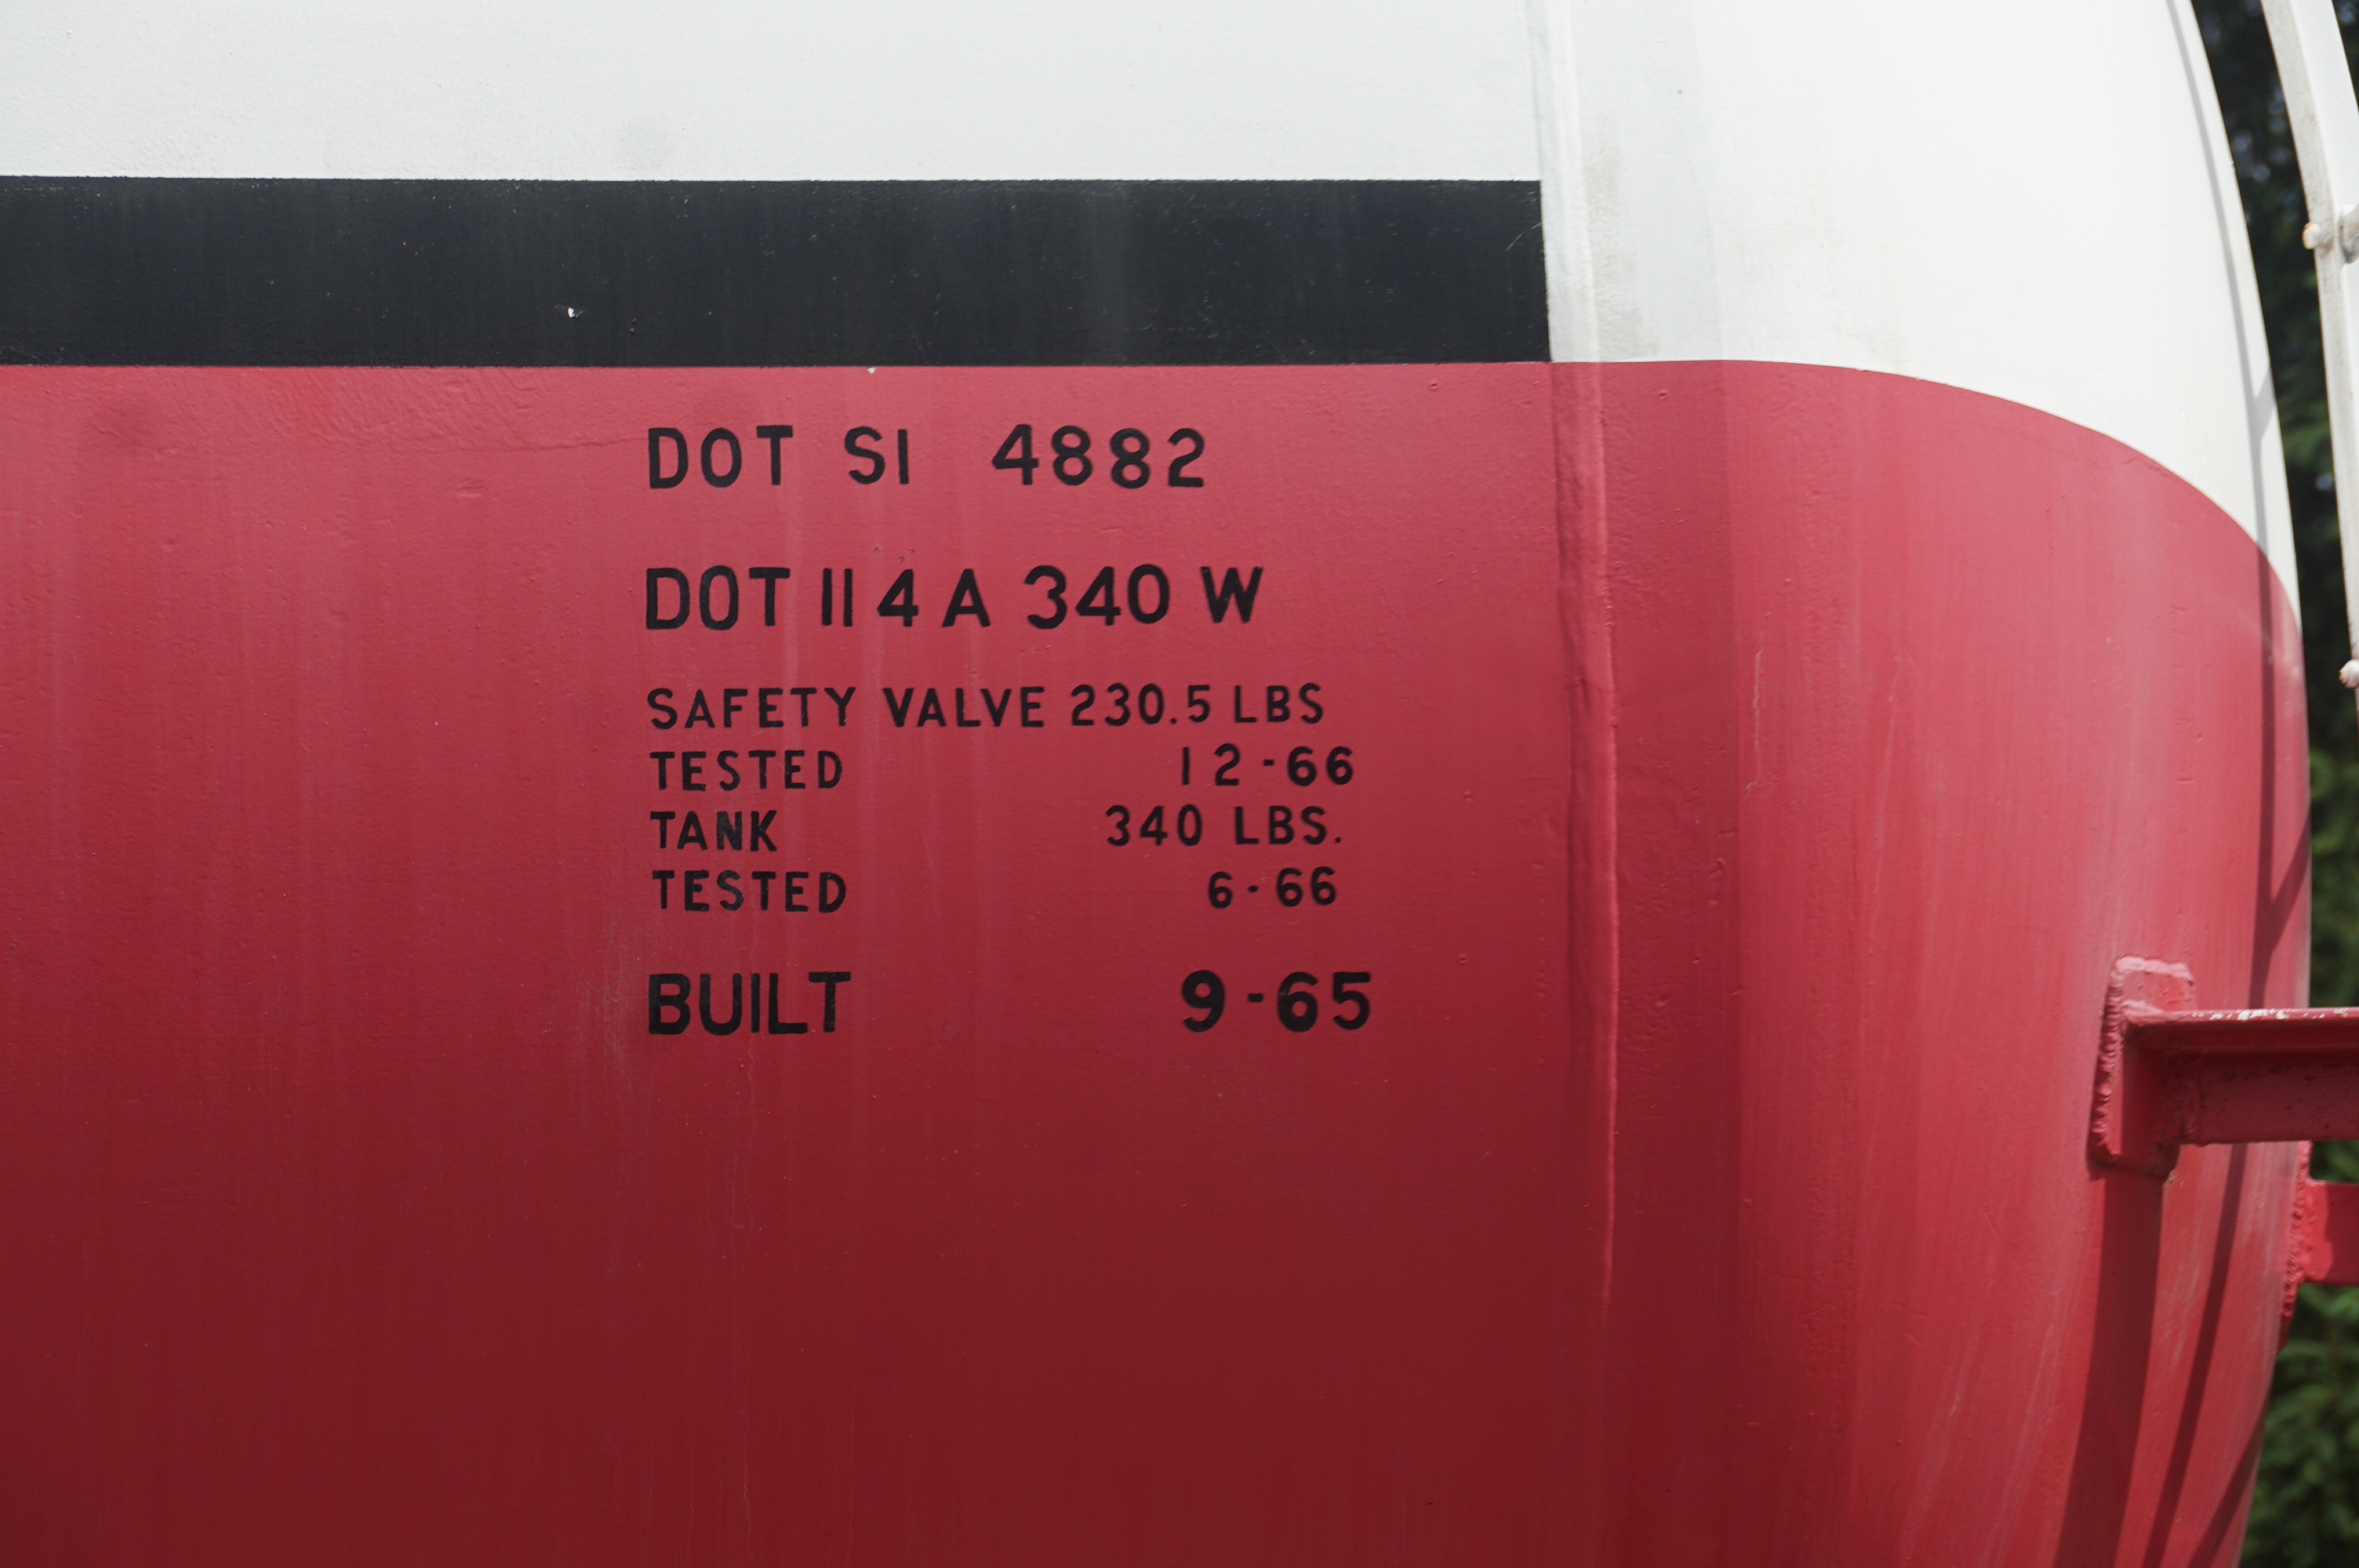 DOT SI 4882
DOT 114 A 340 W
SAFETY VALVE 230.5 LBS
TESTED 12-66
TANK 340 LBS.
TESTED 6-66
BUILT 9-65